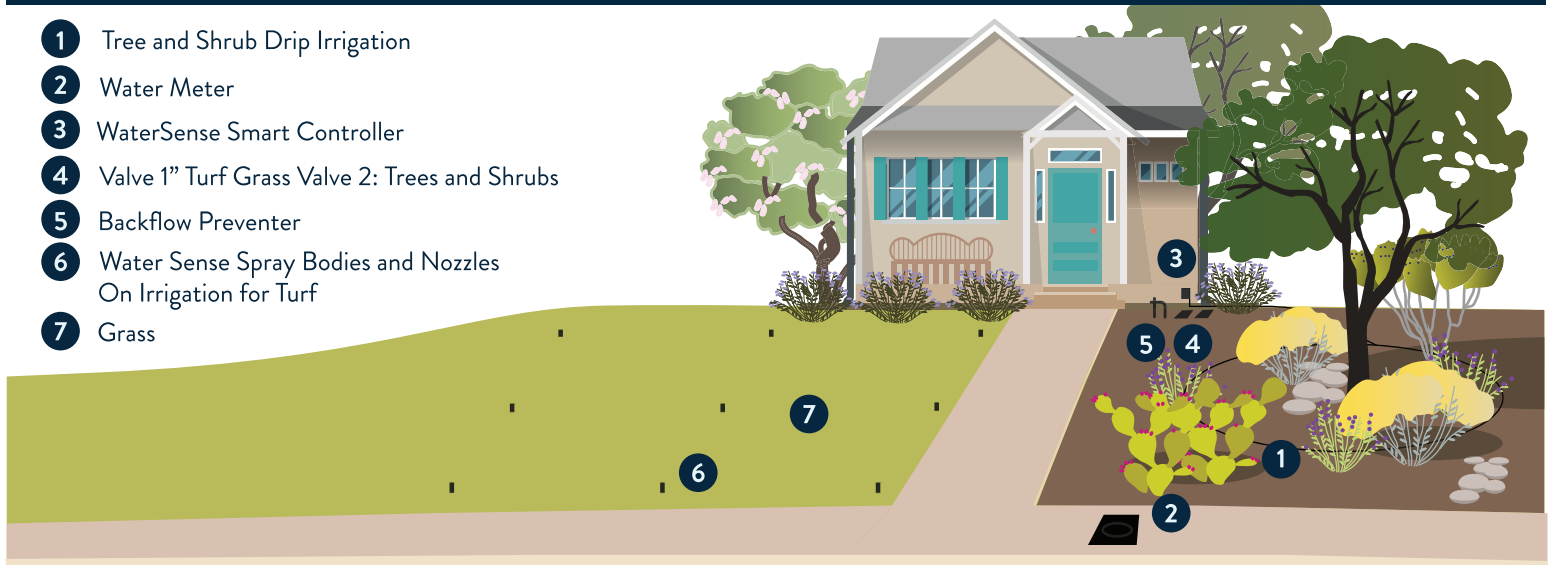 1 Tree and Shrub Drip Irrigation
2 Water Meter
3 WaterSense Smart Controller
4 Valve 1” Turf Grass Valve 2: Trees and Shrubs
5 Backflow Preventer
6 Water Sense Spray Bodies and Nozzles
On Irrigation for Turf
7 Grass
3
5 4
7
1
6
2